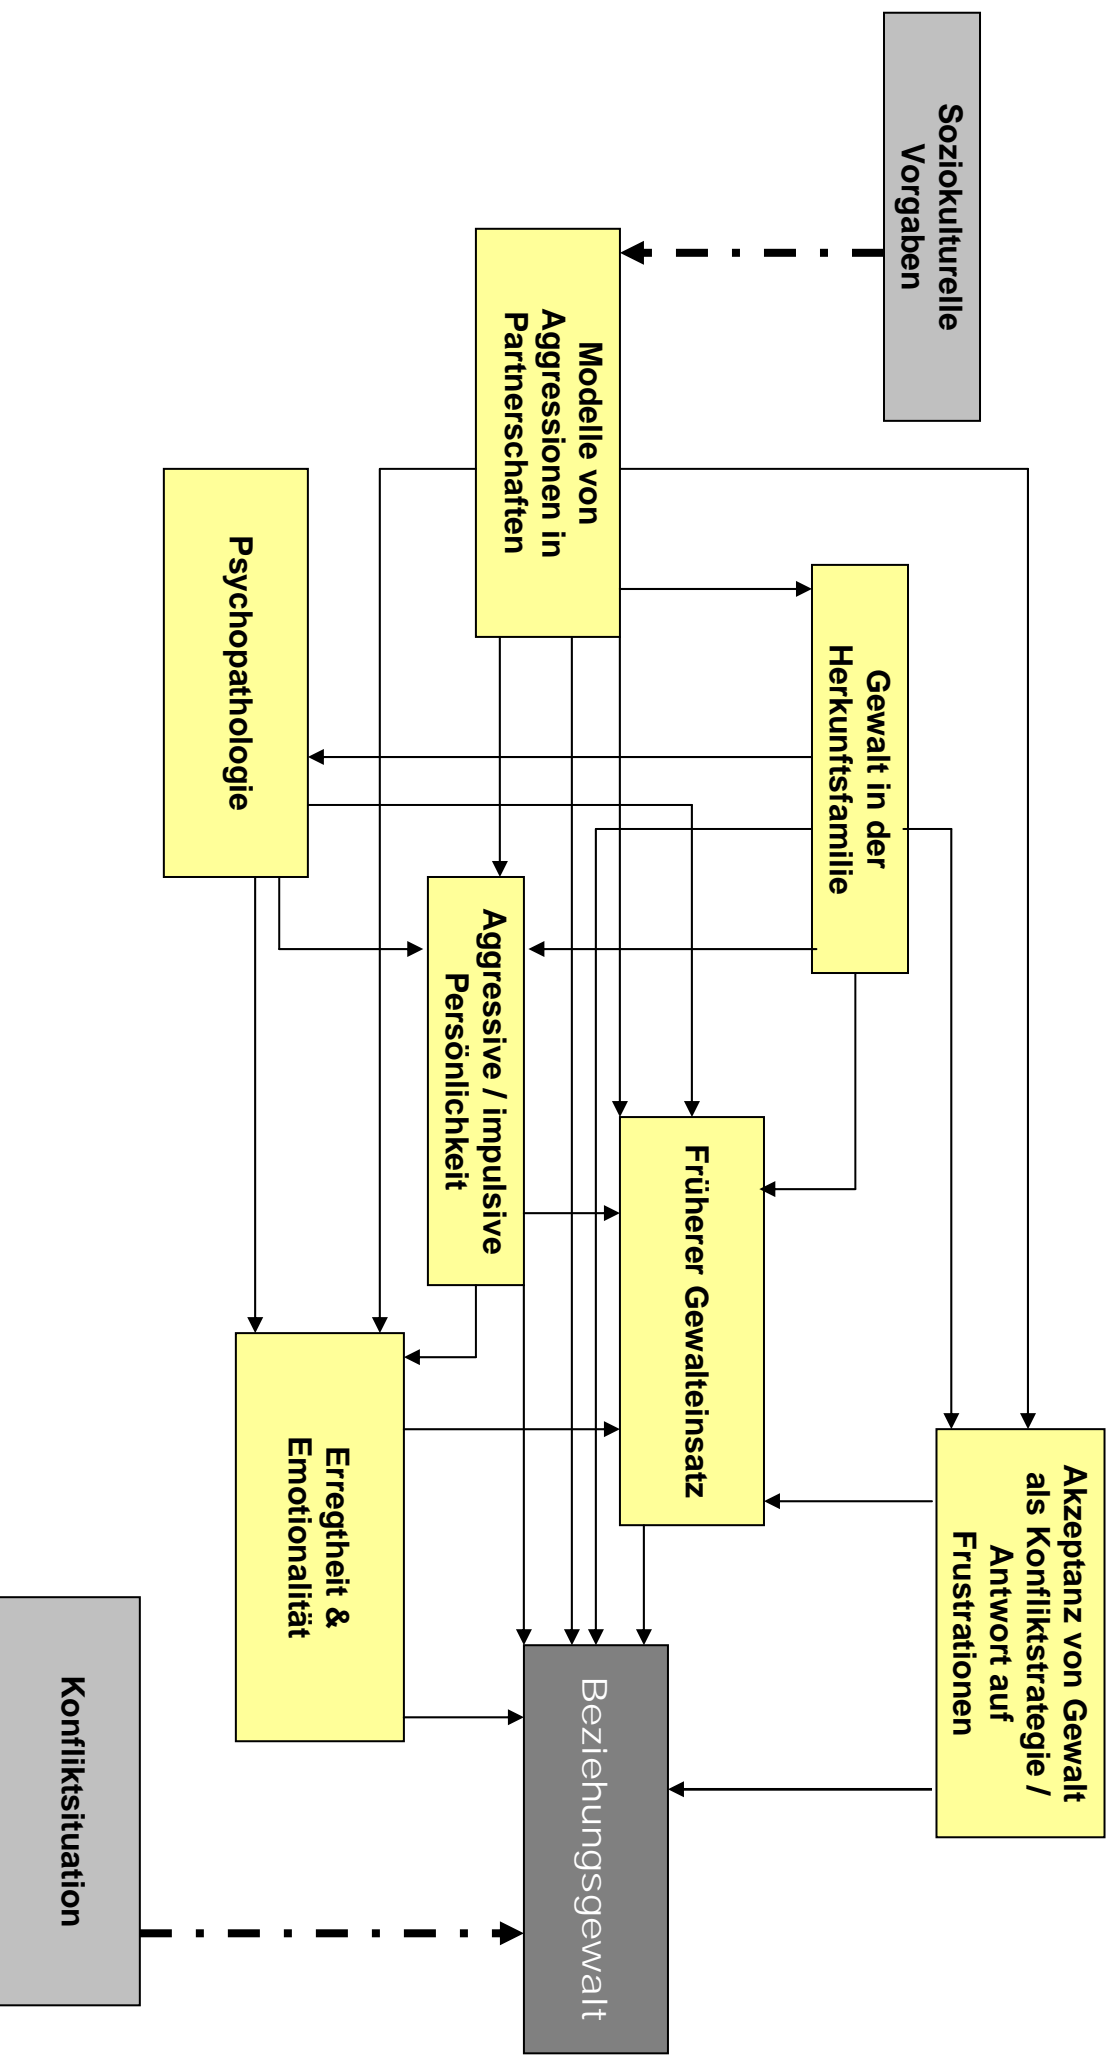 Soziokulturelle
Vorgaben
Modelle von
Aggressionen in
Partnerschaften
Gewalt in der
Herkunftsfamilie
Psychopathologie
Aggressive / impulsive
Persönlichkeit
Früherer Gewalteinsatz
Akzeptanz von Gewalt
als Konfliktstrategie /
Antwort auf
Frustrationen
Erregtheit &
Emotionalität
Beziehungsgewalt
Konfliktsituation